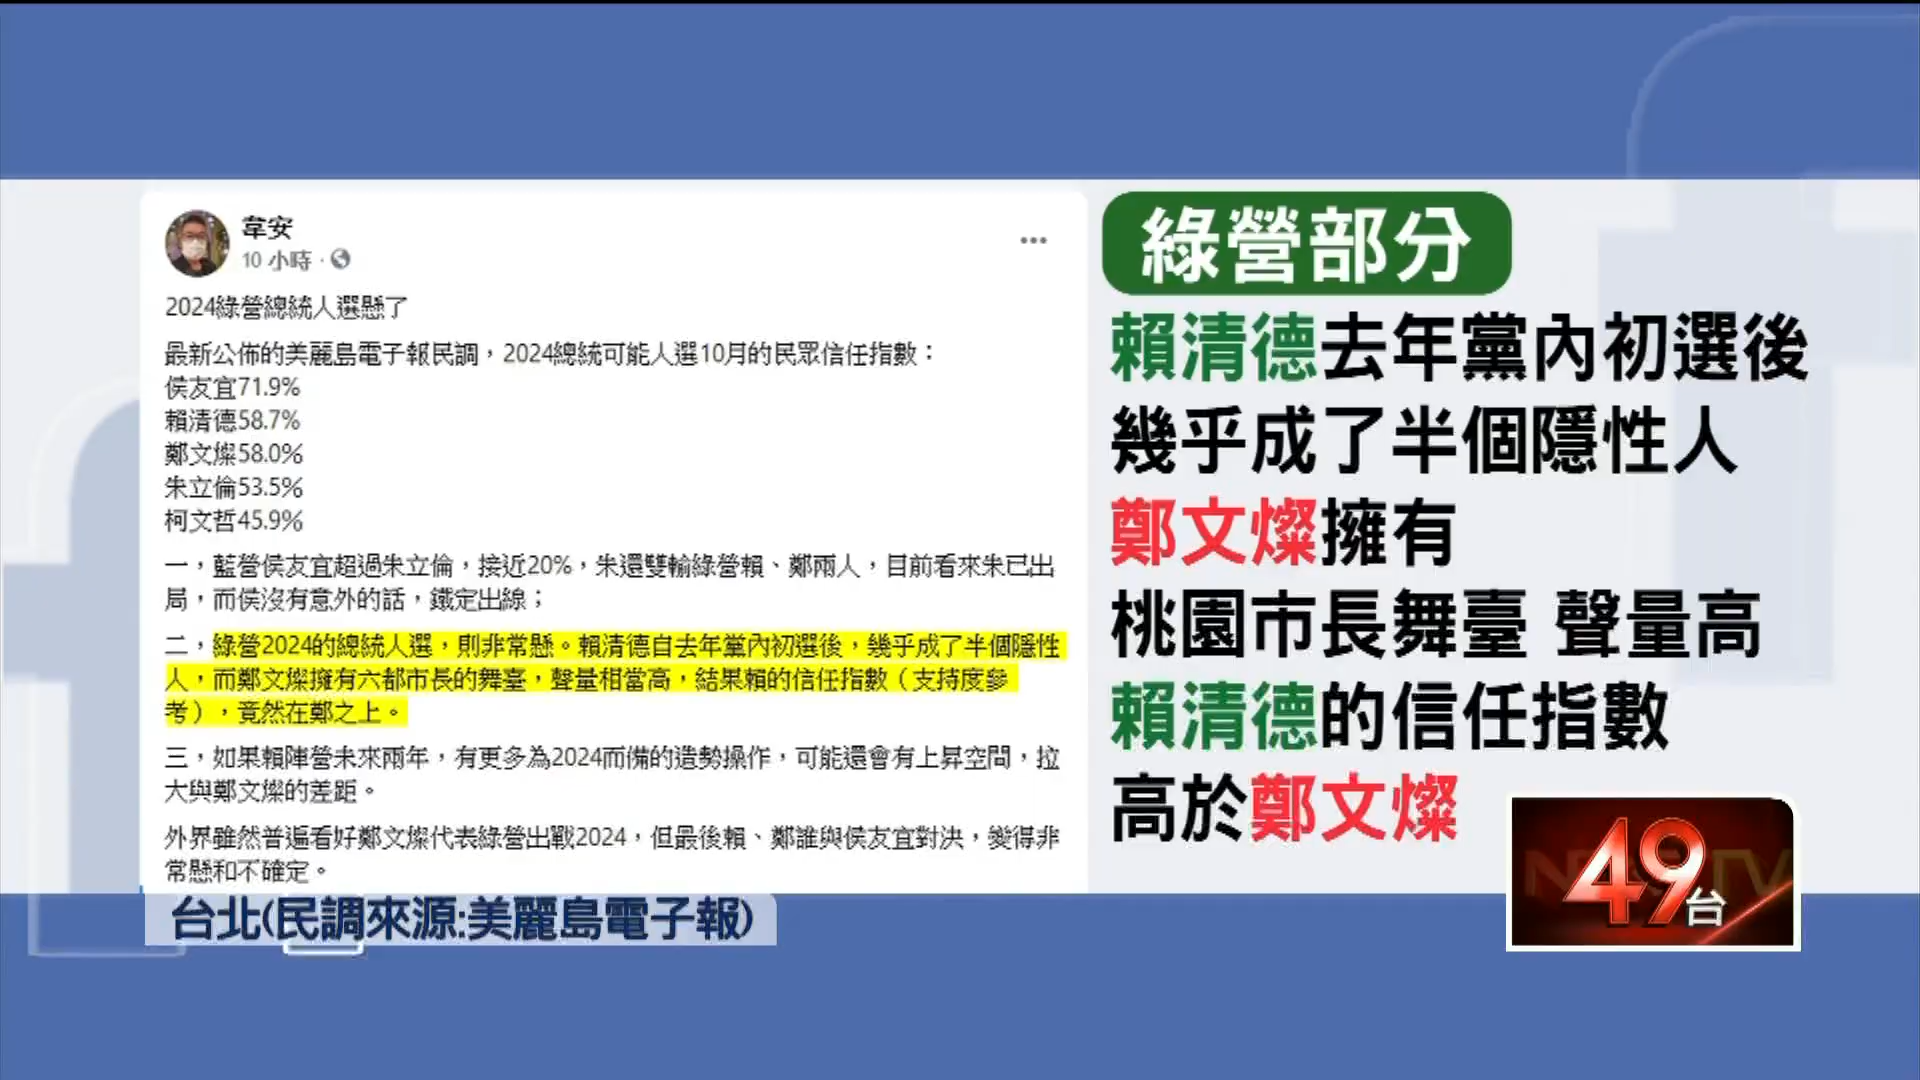 韋安
10 小時
2024綠營總統人選懸了
最新公佈的美麗島電子報民調，2024總統可能人選10月的民眾信任指數：
侯友宜71.9%
賴清德58.7%
鄭文燦58.0%
朱立倫53.5%
柯文哲45.9%
一，藍營侯友宜超過朱立倫，接近20%，朱還雙輸綠營賴、鄭兩人，目前看來朱已出
局，而侯沒有意外的話，鐵定出線；
二，綠營2024的總統人選，則非常懸。賴清德自去年黨內初選後，幾乎成了半個隱性
人，而鄭文燦擁有六都市長的舞臺，聲量相當高，結果賴的信任指數（支持度參
考），竟然在鄭之上。
三，如果賴陣營未來兩年，有更多為2024而備的造勢操作，可能還會有上昇空間，拉
大與鄭文燦的差距。
外界雖然普遍看好鄭文燦代表綠營出戰2024，但最後賴、鄭誰與侯友宜對決，變得非
常懸和不確定。
綠營部分
賴清德去年黨內初選後
幾乎成了半個隱性人
鄭文燦擁有
桃園市長舞臺 聲量高
賴清德的信任指數
高於鄭文燦
台北(民調來源:美麗島電子報)
49台